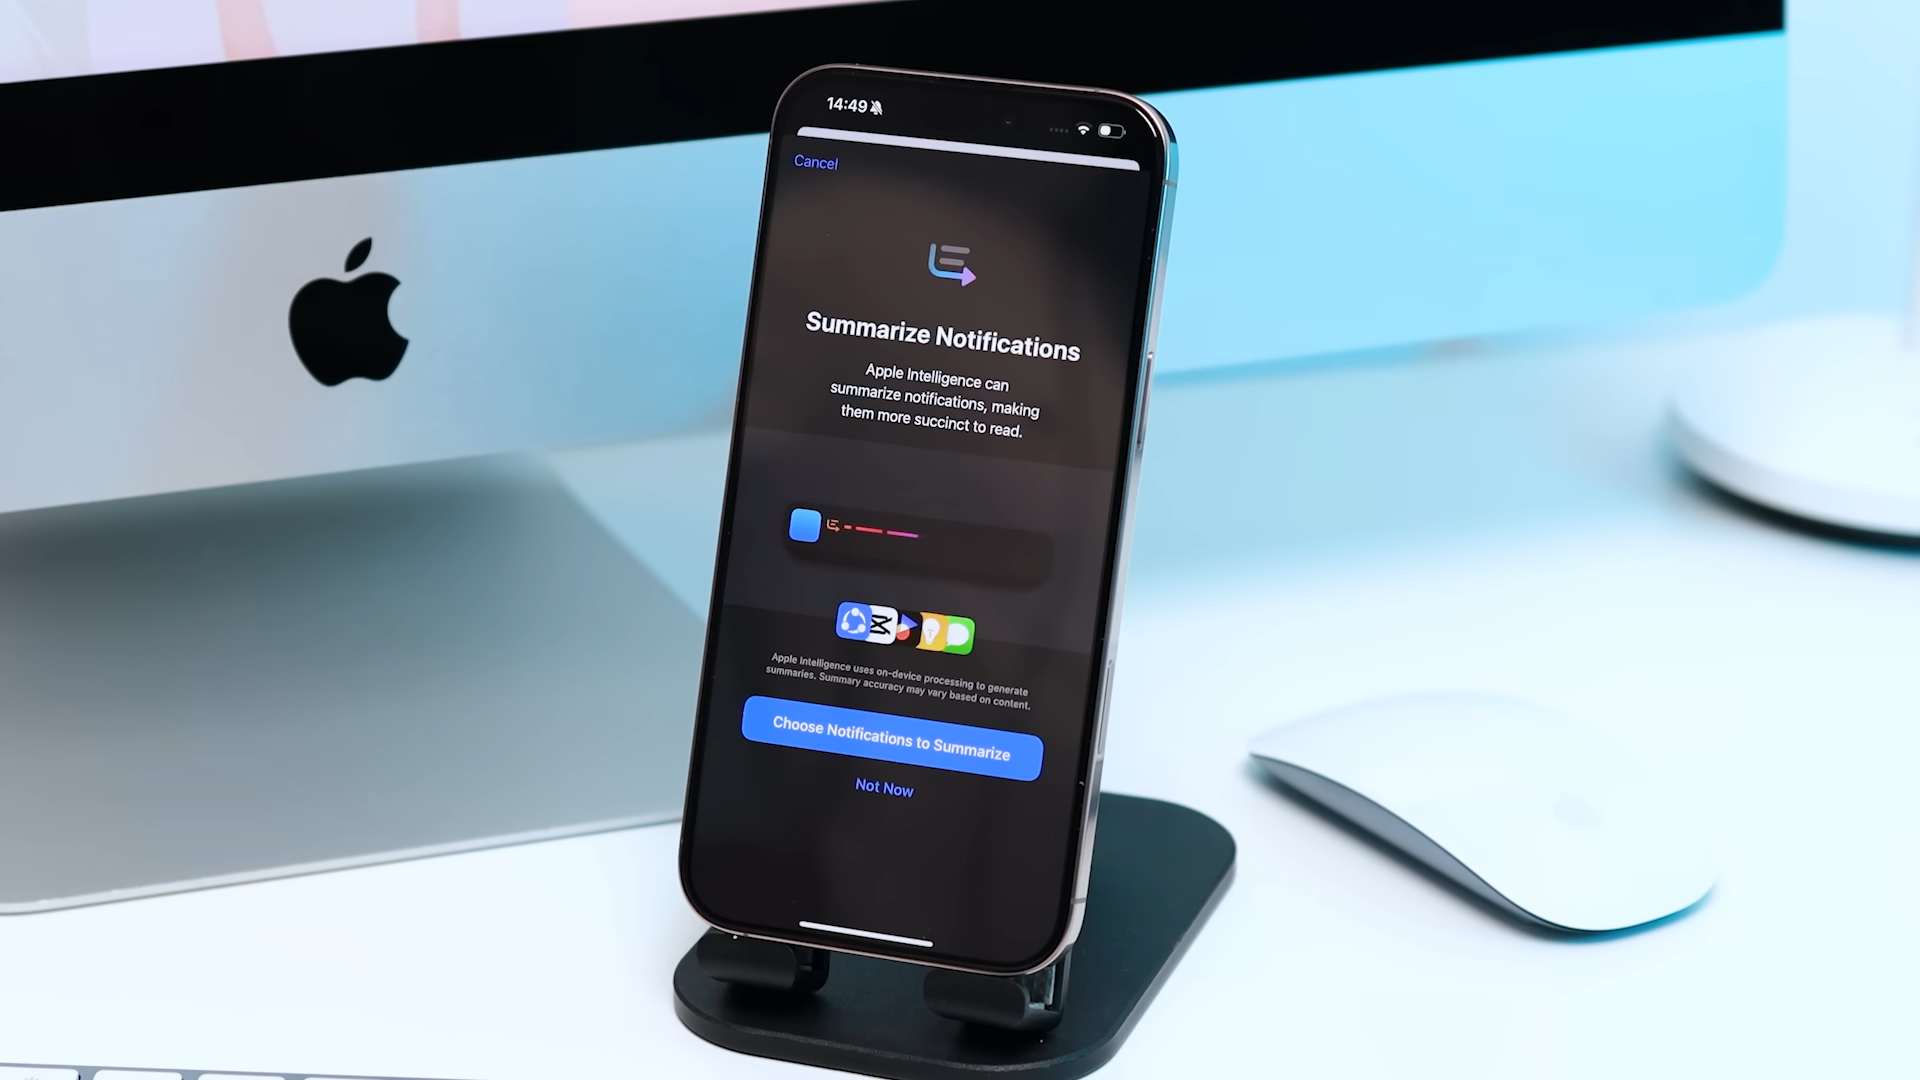 14:49
Cancel
Summarize Notifications
Apple Intelligence can
summarize notifications, making
them more succinct to read.
Apple Intelligence uses on-device processing to generate
summaries. Summary accuracy may vary based on content.
Choose Notifications to Summarize
Not Now